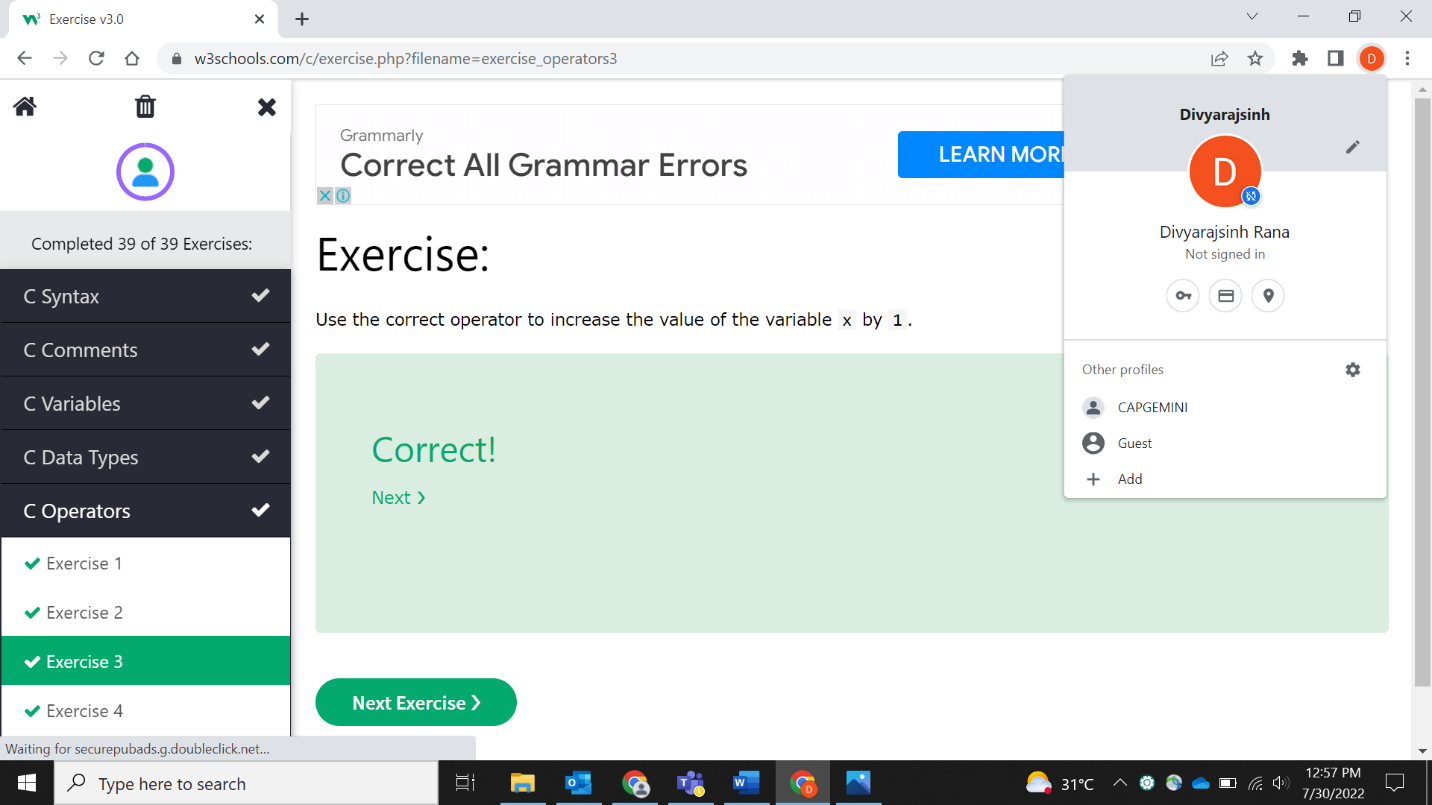 Exercise v3.0
w3schools.com/c/exercise.php?filename=exercise_operators3
D
Completed 39 of 39 Exercises:
C Syntax
C Comments
C Variables
C Data Types
C Operators
Exercise 1
Exercise 2
Exercise 3
Exercise 4
Waiting for securepubads.g.doubleclick.net...
Grammarly
Correct All Grammar Errors
LEARN MOR
Exercise:
Use the correct operator to increase the value of the variable x by 1.
Correct!
Next ❯
Next Exercise ❯
Divyarajsinh
D
Divyarajsinh Rana
Not signed in
Other profiles
CAPGEMINI
Guest
+ Add
Type here to search
D
31°C
12:57 PM
7/30/2022